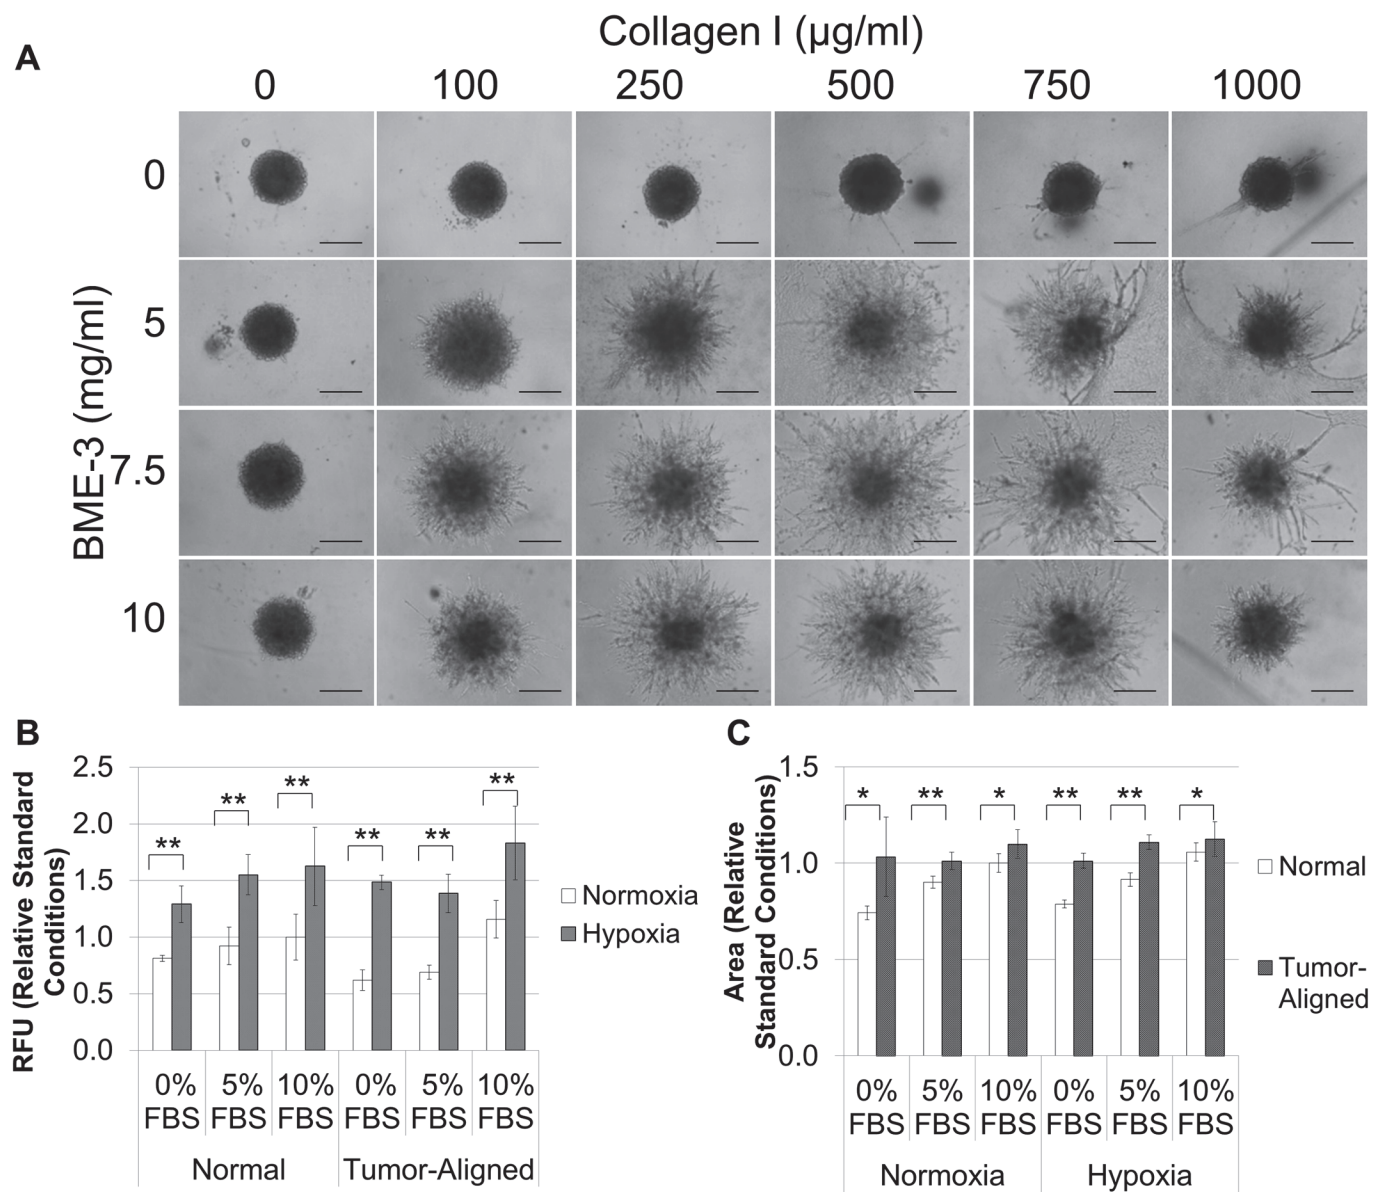 A
Collagen I (µg/ml)
0 100 250 500 750 1000
BME-3 (mg/ml)
0
5
7.5
10
B
RFU (Relative Standard
Conditions)
2.5
2.0
1.5
1.0
0.5
0.0
** ** ** ** ** **
Normoxia
Hypoxia
0% 5% 10% 0% 5% 10%
FBS FBS FBS FBS FBS FBS
Normal Tumor-Aligned
C
Area (Relative
Standard Conditions)
1.5
1.0
0.5
0.0
* ** * ** ** *
Normal
Tumor-
Aligned
0% 5% 10% 0% 5% 10%
FBS FBS FBS FBS FBS FBS
Normoxia Hypoxia